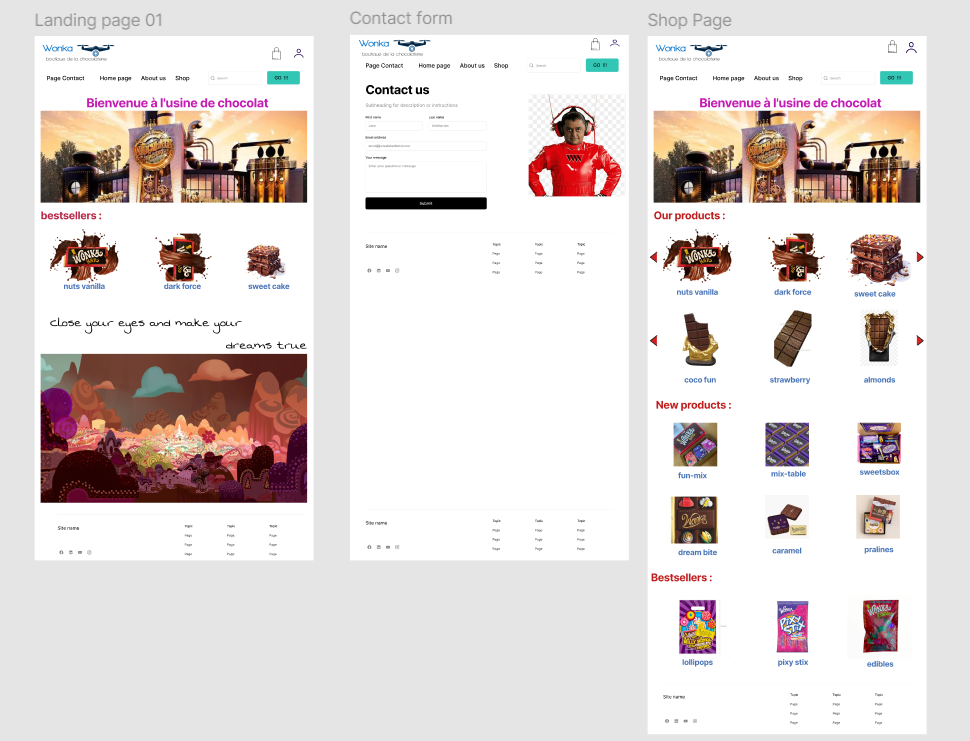 Landing page 01
Wonka
boutique de la chocolaterie
Page Contact Home page About us Shop Search GO !!!
Bienvenue à l'usine de chocolat
bestsellers :
WONKA
nuts vanilla dark force sweet cake
Close your eyes and make your
dreams true
Site name Topic Topic Topic
Page Page Page
Page Page Page
Page Page Page
Contact form
Wonka
boutique de la chocolaterie
Page Contact Home page About us Shop Search GO !!!
Contact us
Subheading for description or instructions
First name Last name
Email address
Your message
Enter your question or message
Submit
Site name Topic Topic Topic
Page Page Page
Page Page Page
Page Page Page
Site name Topic Topic Topic
Page Page Page
Page Page Page
Page Page Page
Shop Page
Wonka
boutique de la chocolaterie
Page Contact Home page About us Shop Search GO !!!
Bienvenue à l'usine de chocolat
Our products :
WONKA
nuts vanilla dark force sweet cake
coco fun strawberry almonds
New products :
fun-mix mix-table sweetsbox
Wonka
dream bite caramel pralines
Bestsellers :
Pixy Stix
lollipops pixy stix edibles
Site name Topic Topic Topic
Page Page Page
Page Page Page
Page Page Page